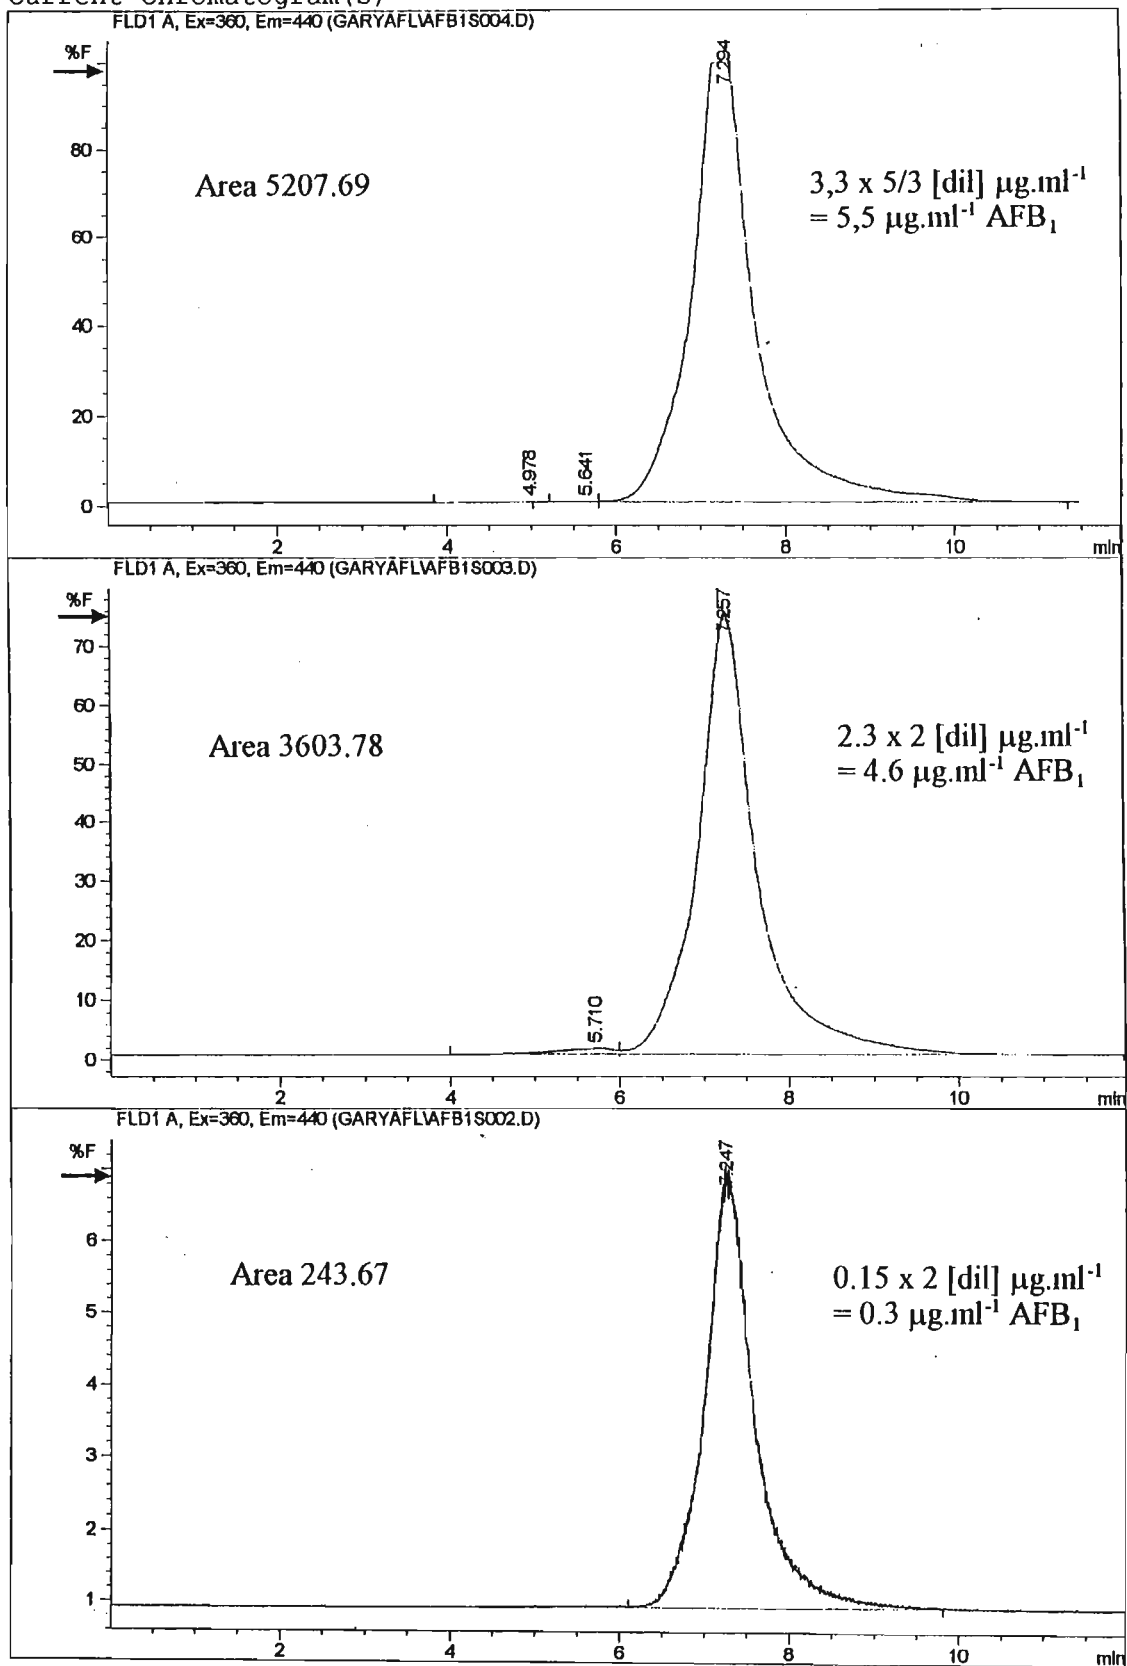 Current Chromatogram(s)
FLD1 A, Ex=360, Em=440 (GARYAFL\AFB1S004.D)
%F
7.294
80
Area 5207.69
3,3 x 5/3 [dil] µg.ml-1
= 5,5 µg.ml-1 AFB1
60
40
20
4.978
5.641
0
2 4 6 8 10 min
FLD1 A, Ex=360, Em=440 (GARYAFL\AFB1S003.D)
%F
7.257
70
60
Area 3603.78
2.3 x 2 [dil] µg.ml-1
= 4.6 µg.ml-1 AFB1
50
40
30
20
10
5.710
0
2 4 6 8 10 min
FLD1 A, Ex=360, Em=440 (GARYAFL\AFB1S002.D)
%F
7.247
6
Area 243.67
0.15 x 2 [dil] µg.ml-1
= 0.3 µg.ml-1 AFB1
5
4
3
2
1
2 4 6 8 10 min